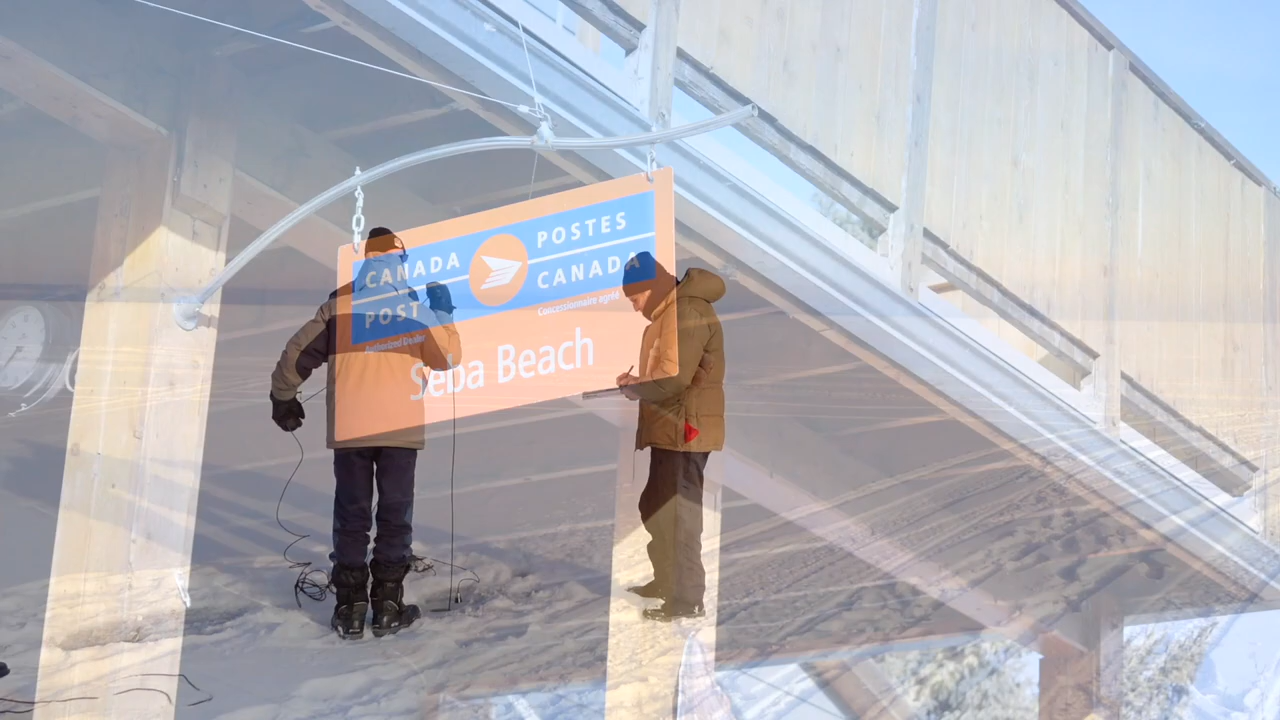 CANADA
POST
POSTES
CANADA
Authorized Dealer
Concessionnaire agréé
Seba Beach